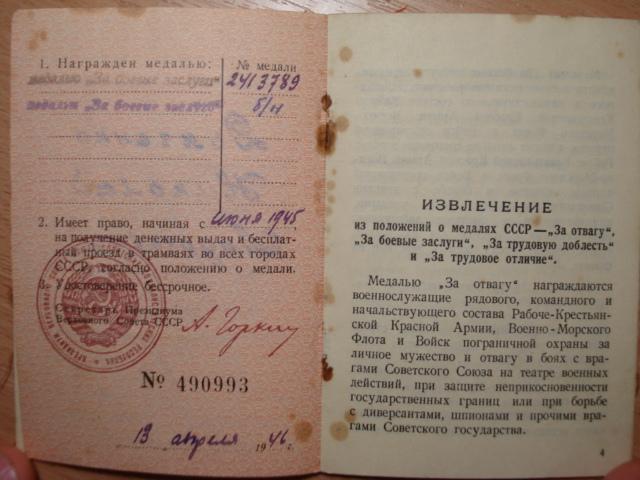 1. Награжден медалью:
№ медали
медалью „За боевые заслуги"
2413789
медалью „За боевые заслуги"
б/н
2. Имеет право, начиная с июня 1945,
на получение денежных выдач и бесплат-
ный проезд в трамваях во всех городах
СССР, согласно положению о медали.
3. Удостоверение бессрочное.
Секретарь Президиума
Верховного Совета СССР
А. Горкин
№ 490993
13 апреля 1946 г.
ИЗВЛЕЧЕНИЕ
из положений о медалях СССР—„За отвагу",
„За боевые заслуги", „За трудовую доблесть"
и „За трудовое отличие".
Медалью „За отвагу" награждаются
военнослужащие рядового, командного и
начальствующего состава Рабоче-Крестьян-
ской Красной Армии, Военно-Морского
Флота и Войск пограничной охраны за
личное мужество и отвагу в боях с вра-
гами Советского Союза на театре военных
действий, при защите неприкосновенности
государственных границ или при борьбе
с диверсантами, шпионами и прочими вра-
гами Советского государства.
4